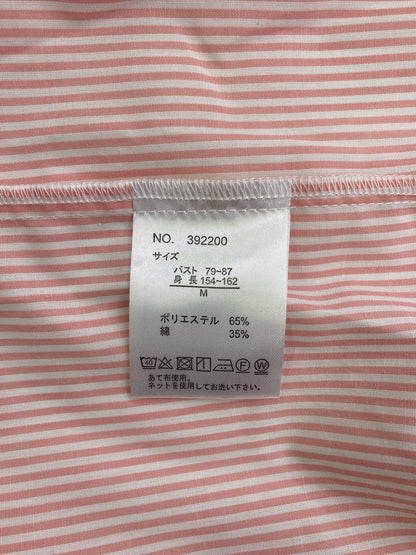 NO. 392200
サイズ
バスト 79~87
身 長 154~162
M
ポリエステル 65%
綿 35%
40 F W
あて布使用。
ネットを使用してお洗い下さい。